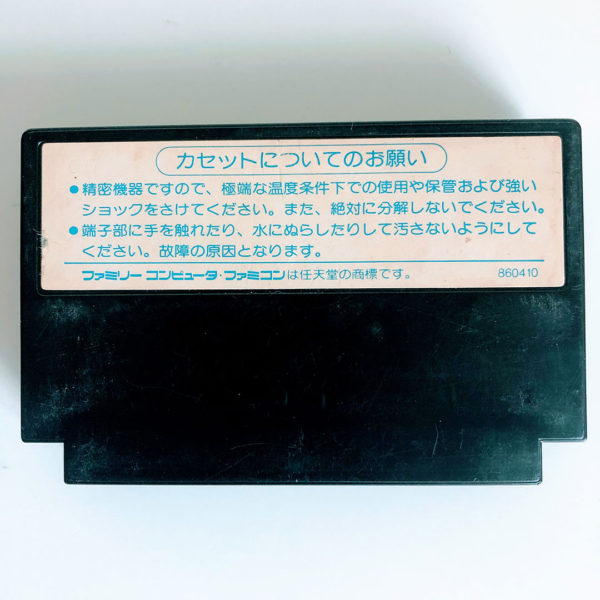 カセットについてのお願い
●精密機器ですので、極端な温度条件下での使用や保管および強い
ショックをさけてください。また、絶対に分解しないでください。
●端子部に手を触れたり、水にぬらしたりして汚さないようにして
ください。故障の原因となります。
ファミリー コンピュータ・ファミコンは任天堂の商標です。 860410